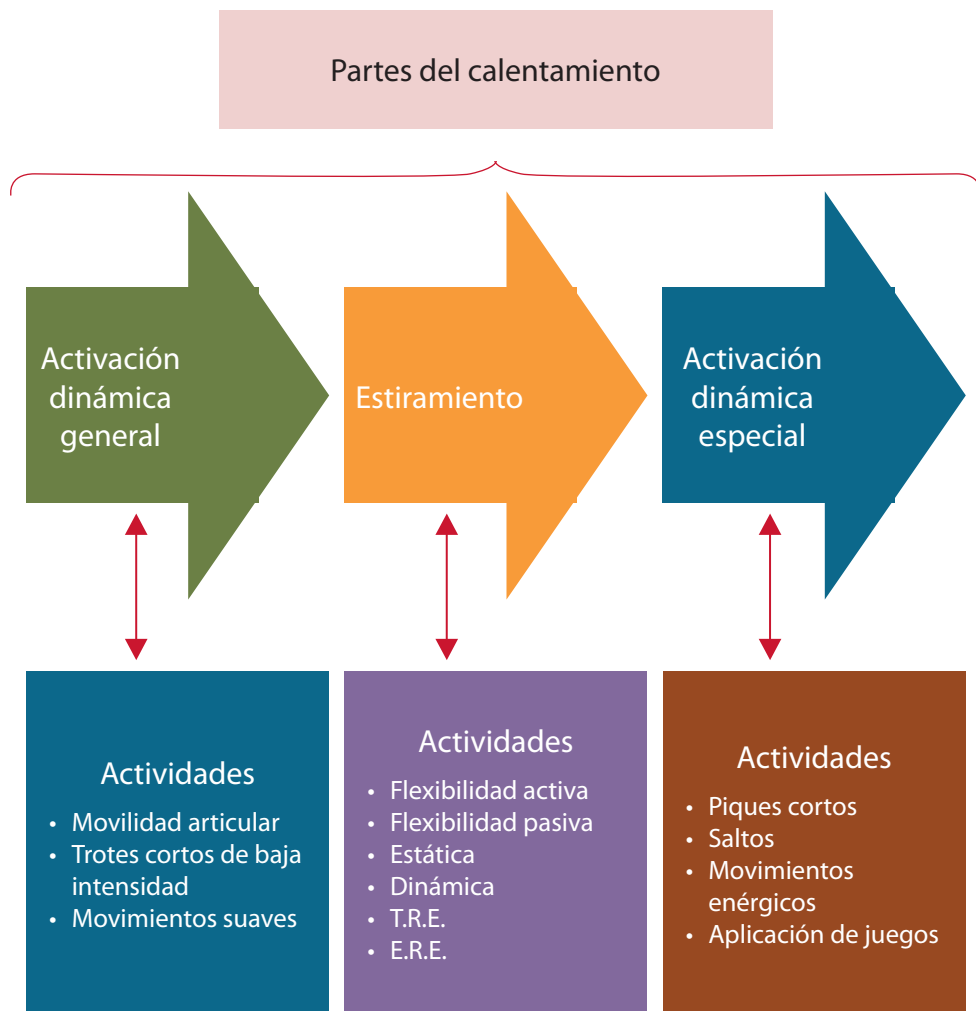 Partes del calentamiento
Activación
dinámica
general
Estiramiento
Activación
dinámica
especial
Actividades
• Movilidad articular
• Trotes cortos de baja
intensidad
• Movimientos suaves
Actividades
• Flexibilidad activa
• Flexibilidad pasiva
• Estática
• Dinámica
• T.R.E.
• E.R.E.
Actividades
• Piques cortos
• Saltos
• Movimientos
enérgicos
• Aplicación de juegos